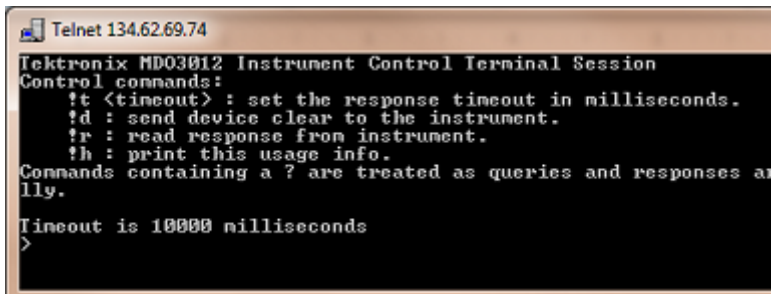 Telnet 134.62.69.74
Tektronix MDO3012 Instrument Control Terminal Session
Control commands:
!t <timeout> : set the response timeout in milliseconds.
!d : send device clear to the instrument.
!r : read response from instrument.
!h : print this usage info.
Commands containing a ? are treated as queries and responses ar
lly.
Timeout is 10000 milliseconds
>